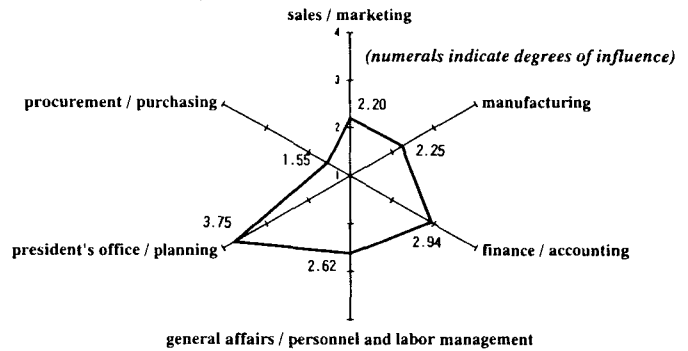 sales / marketing
4
(numerals indicate degrees of influence)
3
procurement / purchasing
2.20
manufacturing
2
2.25
1.55
1
3.75
president's office / planning
2.94
finance / accounting
2.62
general affairs / personnel and labor management